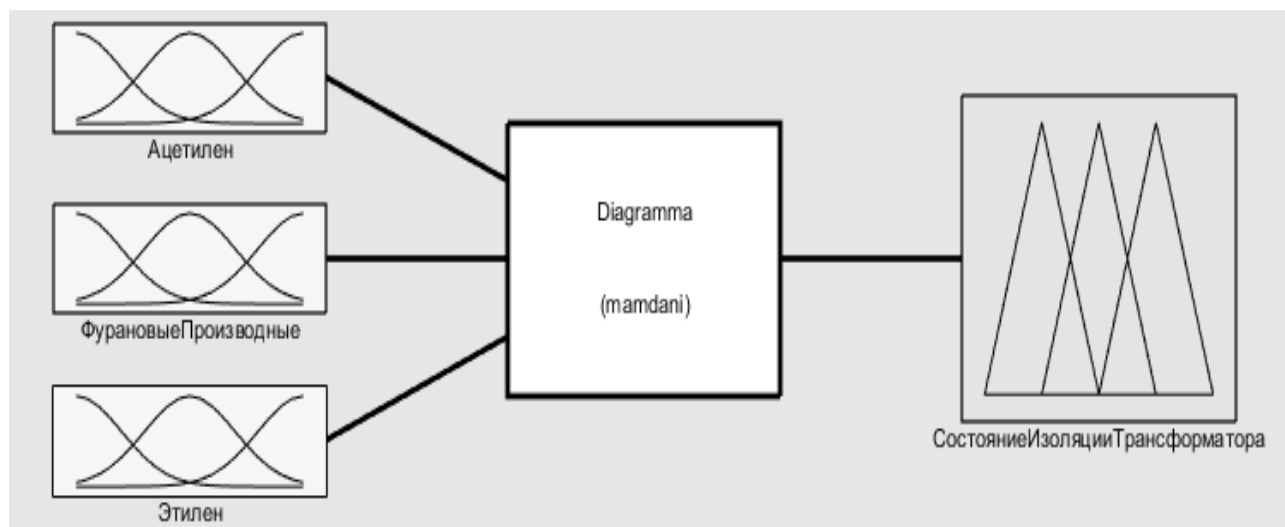 Ацетилен
ФурановыеПроизводные
Этилен
Diagramma
(mamdani)
СостояниеИзоляцииТрансформатора